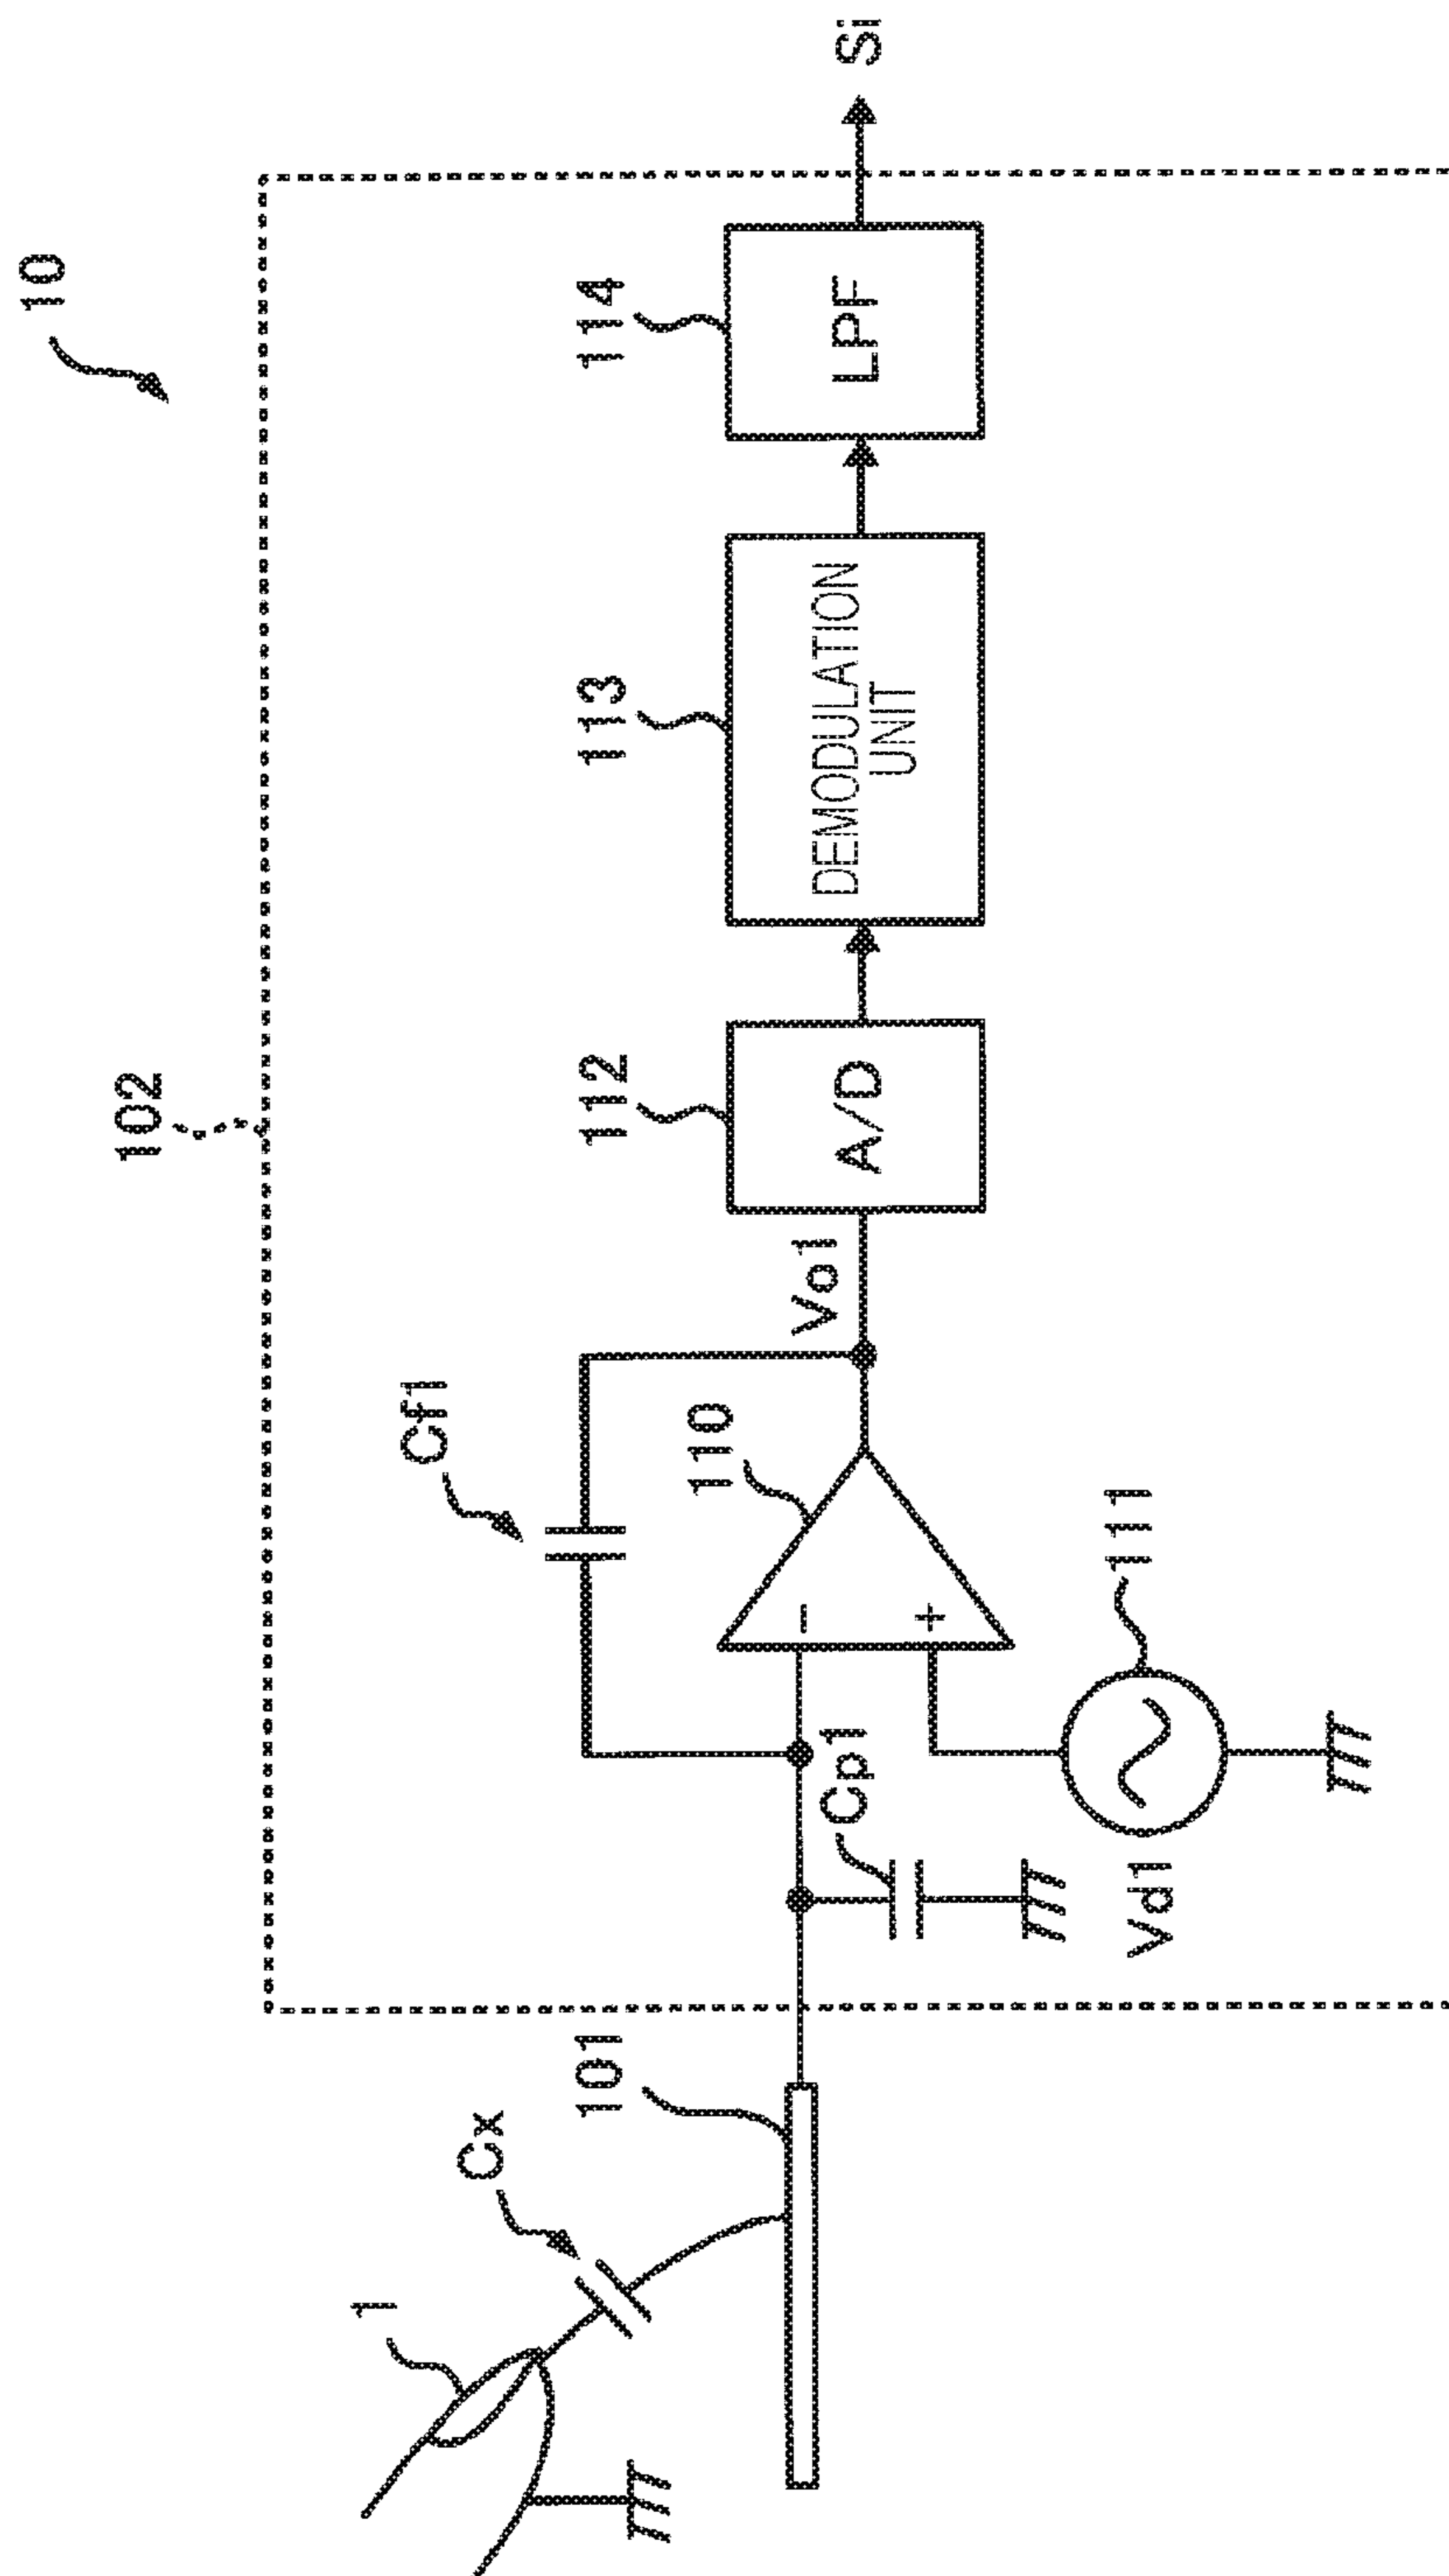 10
102
Cf1
Cx
1
101
110
112
113
114
Vo1
A/D
DEMODULATION
UNIT
LPF
Si
-
+
Cp1
111
Vd1